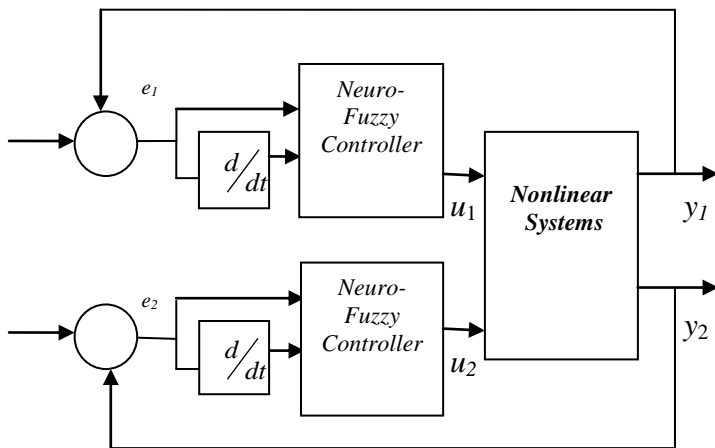 e1
Neuro-
Fuzzy
Controller
d/dt
u1
Nonlinear
Systems
y1
e2
Neuro-
Fuzzy
Controller
d/dt
u2
y2